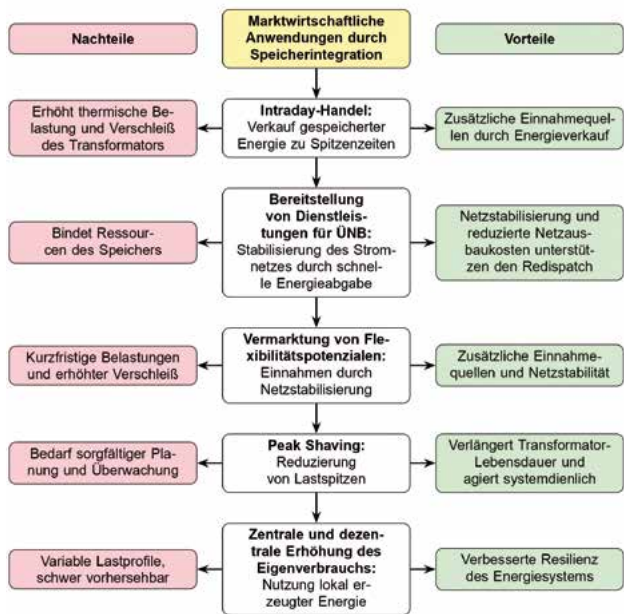 Nachteile
Marktwirtschaftliche
Anwendungen durch
Speicherintegration
Vorteile
Erhöht thermische Be-
lastung und Verschleiß
des Transformators
Intraday-Handel:
Verkauf gespeicherter
Energie zu Spitzenzeiten
Zusätzliche Einnahmequel-
len durch Energieverkauf
Bindet Ressour-
cen des Speichers
Bereitstellung
von Dienstleis-
tungen für ÜNB:
Stabilisierung des Strom-
netzes durch schnel-
le Energieabgabe
Netzstabilisierung und
reduzierte Netzaus-
baukosten unterstüt-
zen den Redispatch
Kurzfristige Belastungen
und erhöhter Verschleiß
Vermarktung von Fle-
xibilitätspotenzialen:
Einnahmen durch
Netzstabilisierung
Zusätzliche Einnahme-
quellen und Netzstabilität
Bedarf sorgfältiger Pla-
nung und Überwachung
Peak Shaving:
Reduzierung
von Lastspitzen
Verlängert Transformator-
Lebensdauer und
agiert systemdienlich
Variable Lastprofile,
schwer vorhersehbar
Zentrale und dezen-
trale Erhöhung des
Eigenverbrauchs:
Nutzung lokal er-
zeugter Energie
Verbesserte Resilienz
des Energiesystems